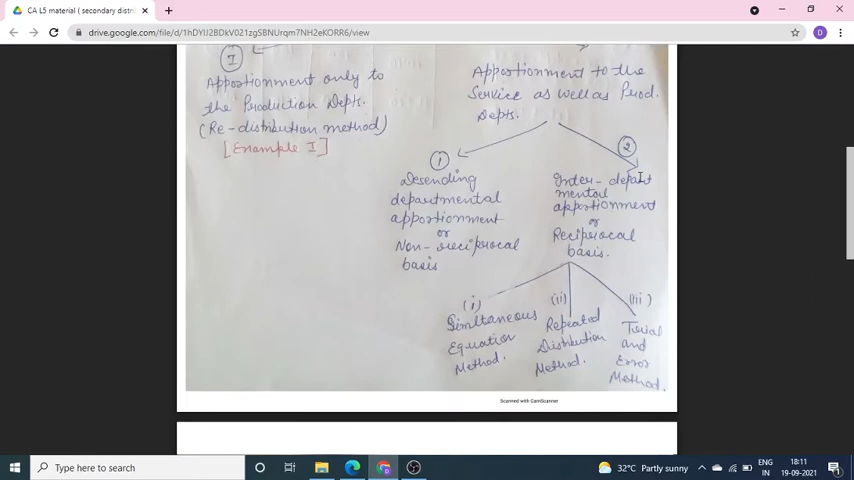 CA L5 material ( secondary distri
drive.google.com/file/d/1hDYIJ2BDkV021zgSBNURqm7NH2eKORR6/view
D
I
Apportionment only to
the Production Depts.
(Re-distribution method)
[Example I]
Apportionment to the
Service as well as Prod.
Depts.
1
Desending
departmental
apportionment
or
Non-reciprocal
basis
2
Inter-depart
mental
apportionment
or
Reciprocal
basis.
(i)
Simltaneous
Equation
Method.
(ii)
Repeated
Distribution
Method.
(iii)
Trial
and
Error
Method.
Scanned with CamScanner
Type here to search
32°C Partly sunny
ENG
IN
18:11
19-09-2021
1